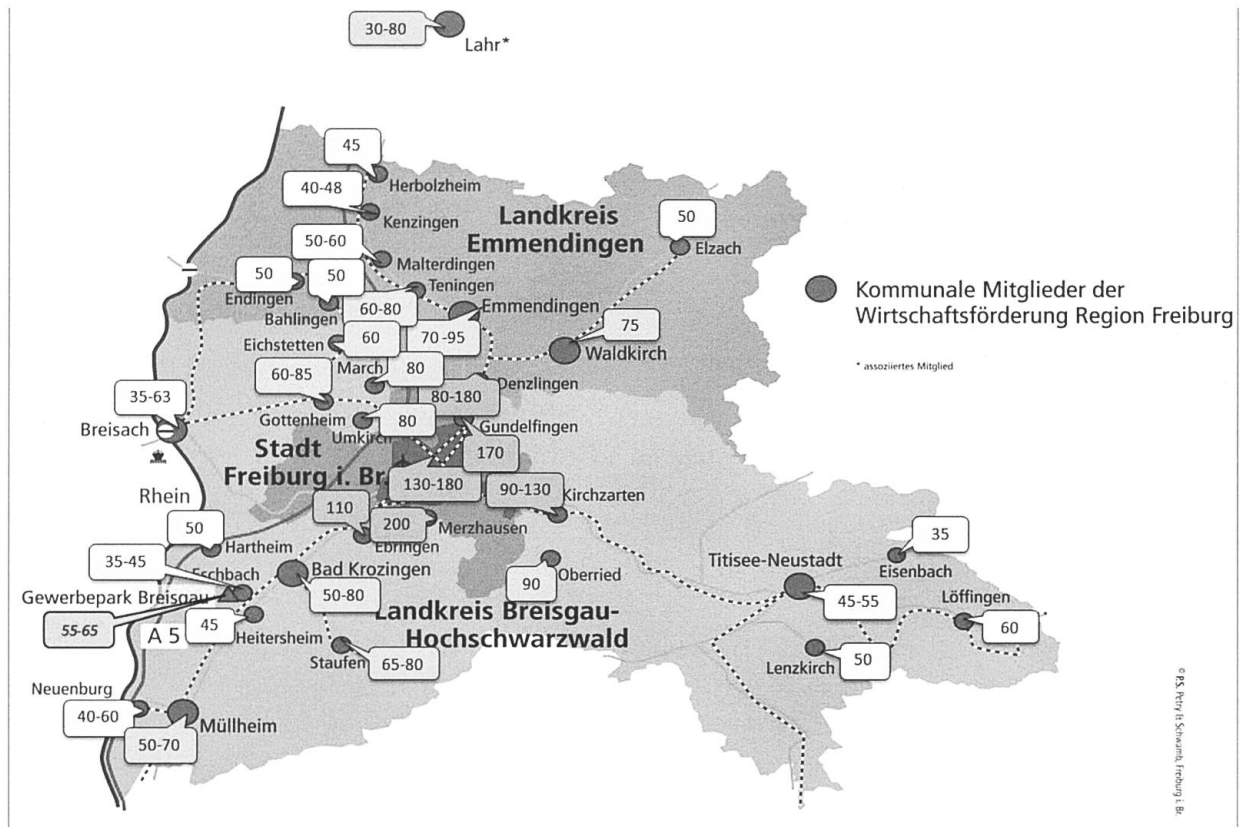 30-80
Lahr*
45
Herbolzheim
40-48
Kenzingen
Landkreis
Emmendingen
50
Elzach
50-60
Malterdingen
50
50
Teningen
Endingen
Bahlingen
60-80
Emmendingen
Kommunale Mitglieder der
Wirtschaftsförderung Region Freiburg
* assoziiertes Mitglied
75
Waldkirch
Eichstetten
60
70 -95
March
80
60-85
Denzlingen
80-180
35-63
Breisach
Gottenheim
Umkirch
80
Gundelfingen
Stadt
Freiburg i. Br.
170
130-180
90-130
Kirchzarten
Rhein
110
200
Merzhausen
Ebringen
50
Hartheim
35-45
Eschbach
Bad Krozingen
50-80
Oberried
90
Titisee-Neustadt
45-55
35
Eisenbach
Löffingen
60
Gewerbepark Breisgau
55-65
A 5
45
Heitersheim
Landkreis Breisgau-
Hochschwarzwald
Staufen
65-80
Lenzkirch
50
Neuenburg
40-60
Müllheim
50-70
© P.S. Petry & Schwamb, Freiburg i. Br.